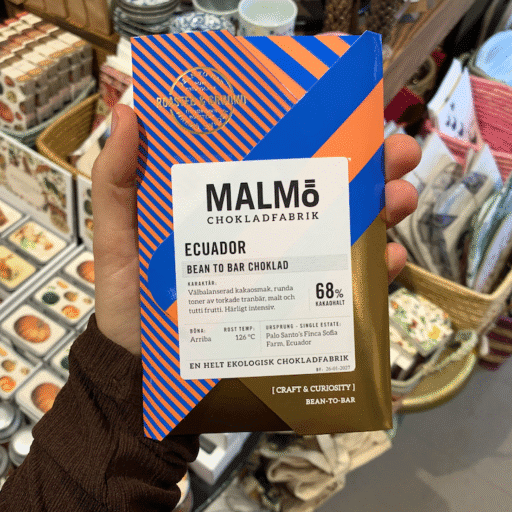 ROASTED & GROUND
MALMō
CHOKLADFABRIK
ECUADOR
BEAN TO BAR CHOKLAD
KARAKTÄR:
Välbalanserad kakaosmak, runda
toner av torkade tranbär, malt och
tutti frutti. Härligt intensiv.
68%
KAKAOHALT
BÖNA:
Arriba
ROST TEMP:
126 °C
URSPRUNG - SINGLE ESTATE:
Palo Santo's Finca Sofia
Farm, Ecuador
EN HELT EKOLOGISK CHOKLADFABRIK
[ CRAFT & CURIOSITY ]
BEAN-TO-BAR